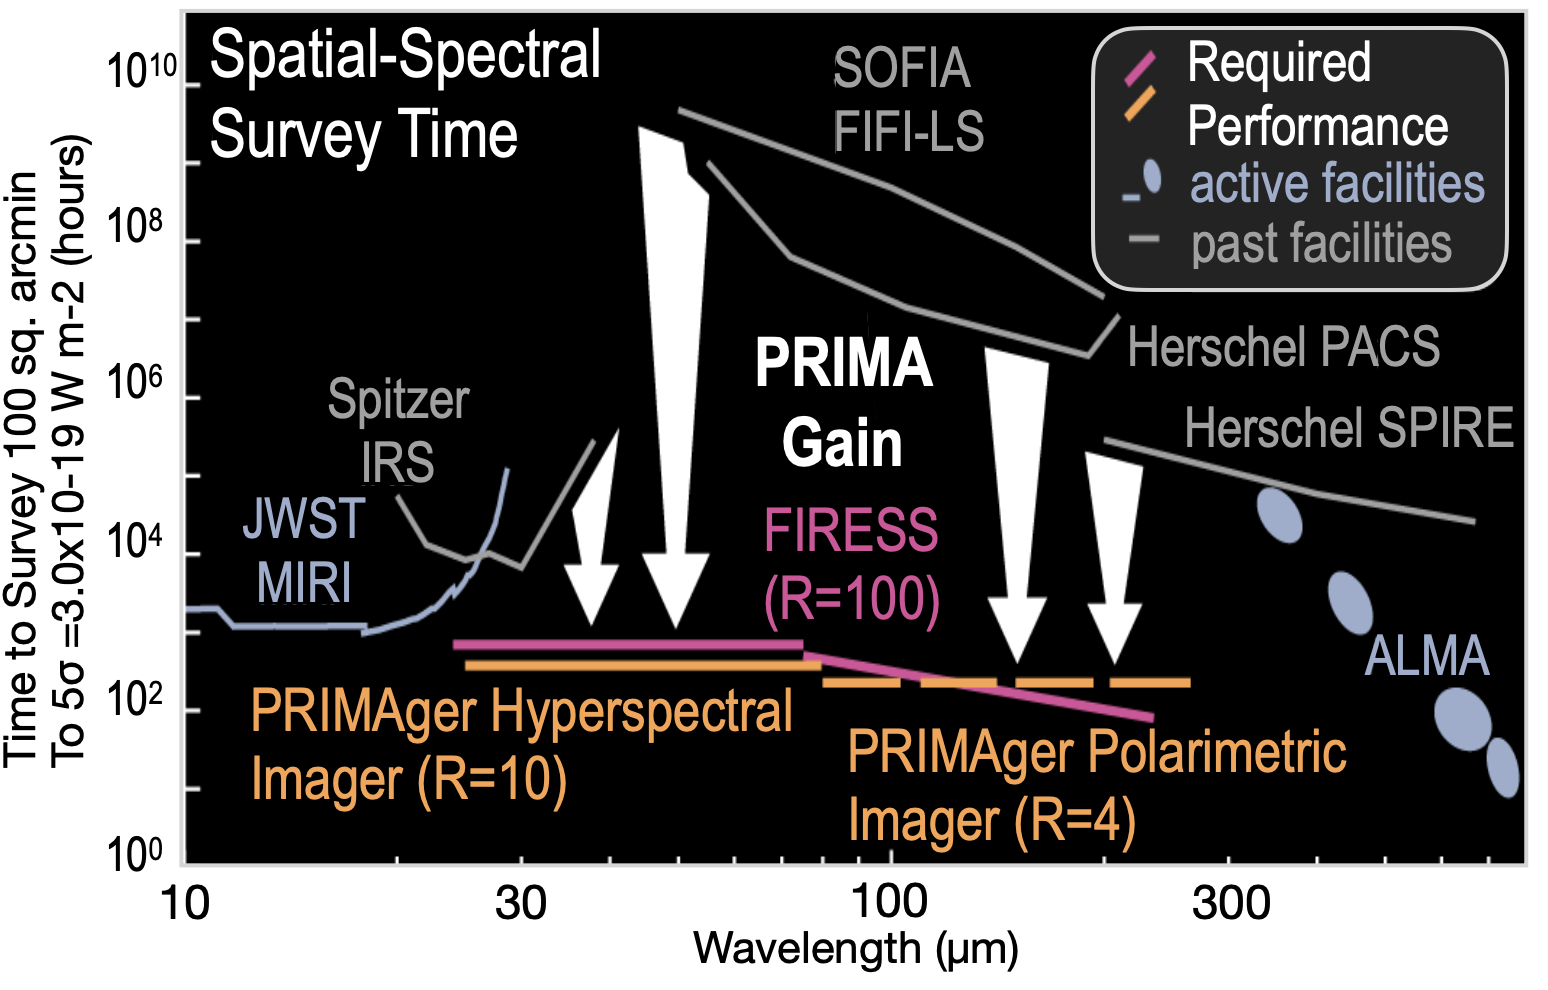 Spatial-Spectral
Survey Time
SOFIA
FIFI-LS
Required
Performance
active facilities
past facilities
Time to Survey 100 sq. arcmin
To 5σ =3.0x10-19 W m-2 (hours)
10¹⁰
10⁸
10⁶
10⁴
10²
10⁰
Herschel PACS
PRIMA
Gain
Spitzer
IRS
Herschel SPIRE
JWST
MIRI
FIRESS
(R=100)
ALMA
PRIMAger Hyperspectral
Imager (R=10)
PRIMAger Polarimetric
Imager (R=4)
10 30 100 300
Wavelength (μm)